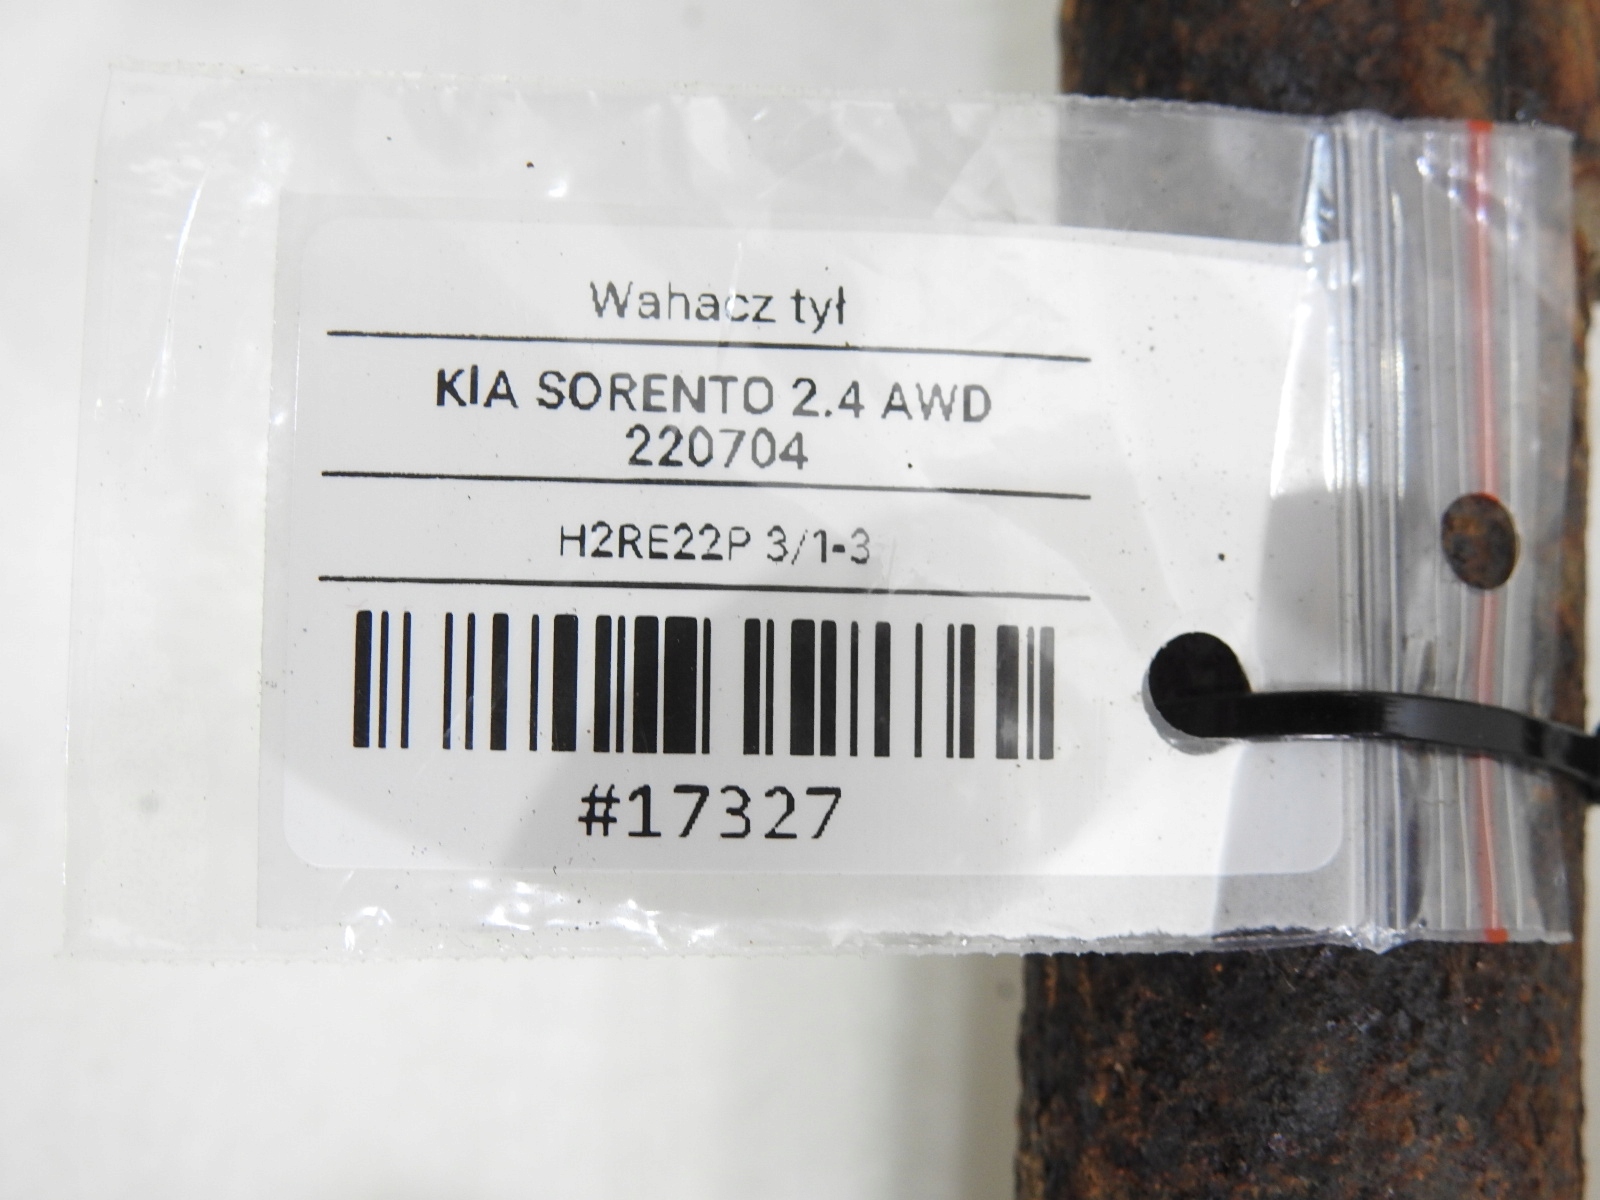 Wahacz tył
KIA SORENTO 2.4 AWD
220704
H2RE22P 3/1-3
#17327